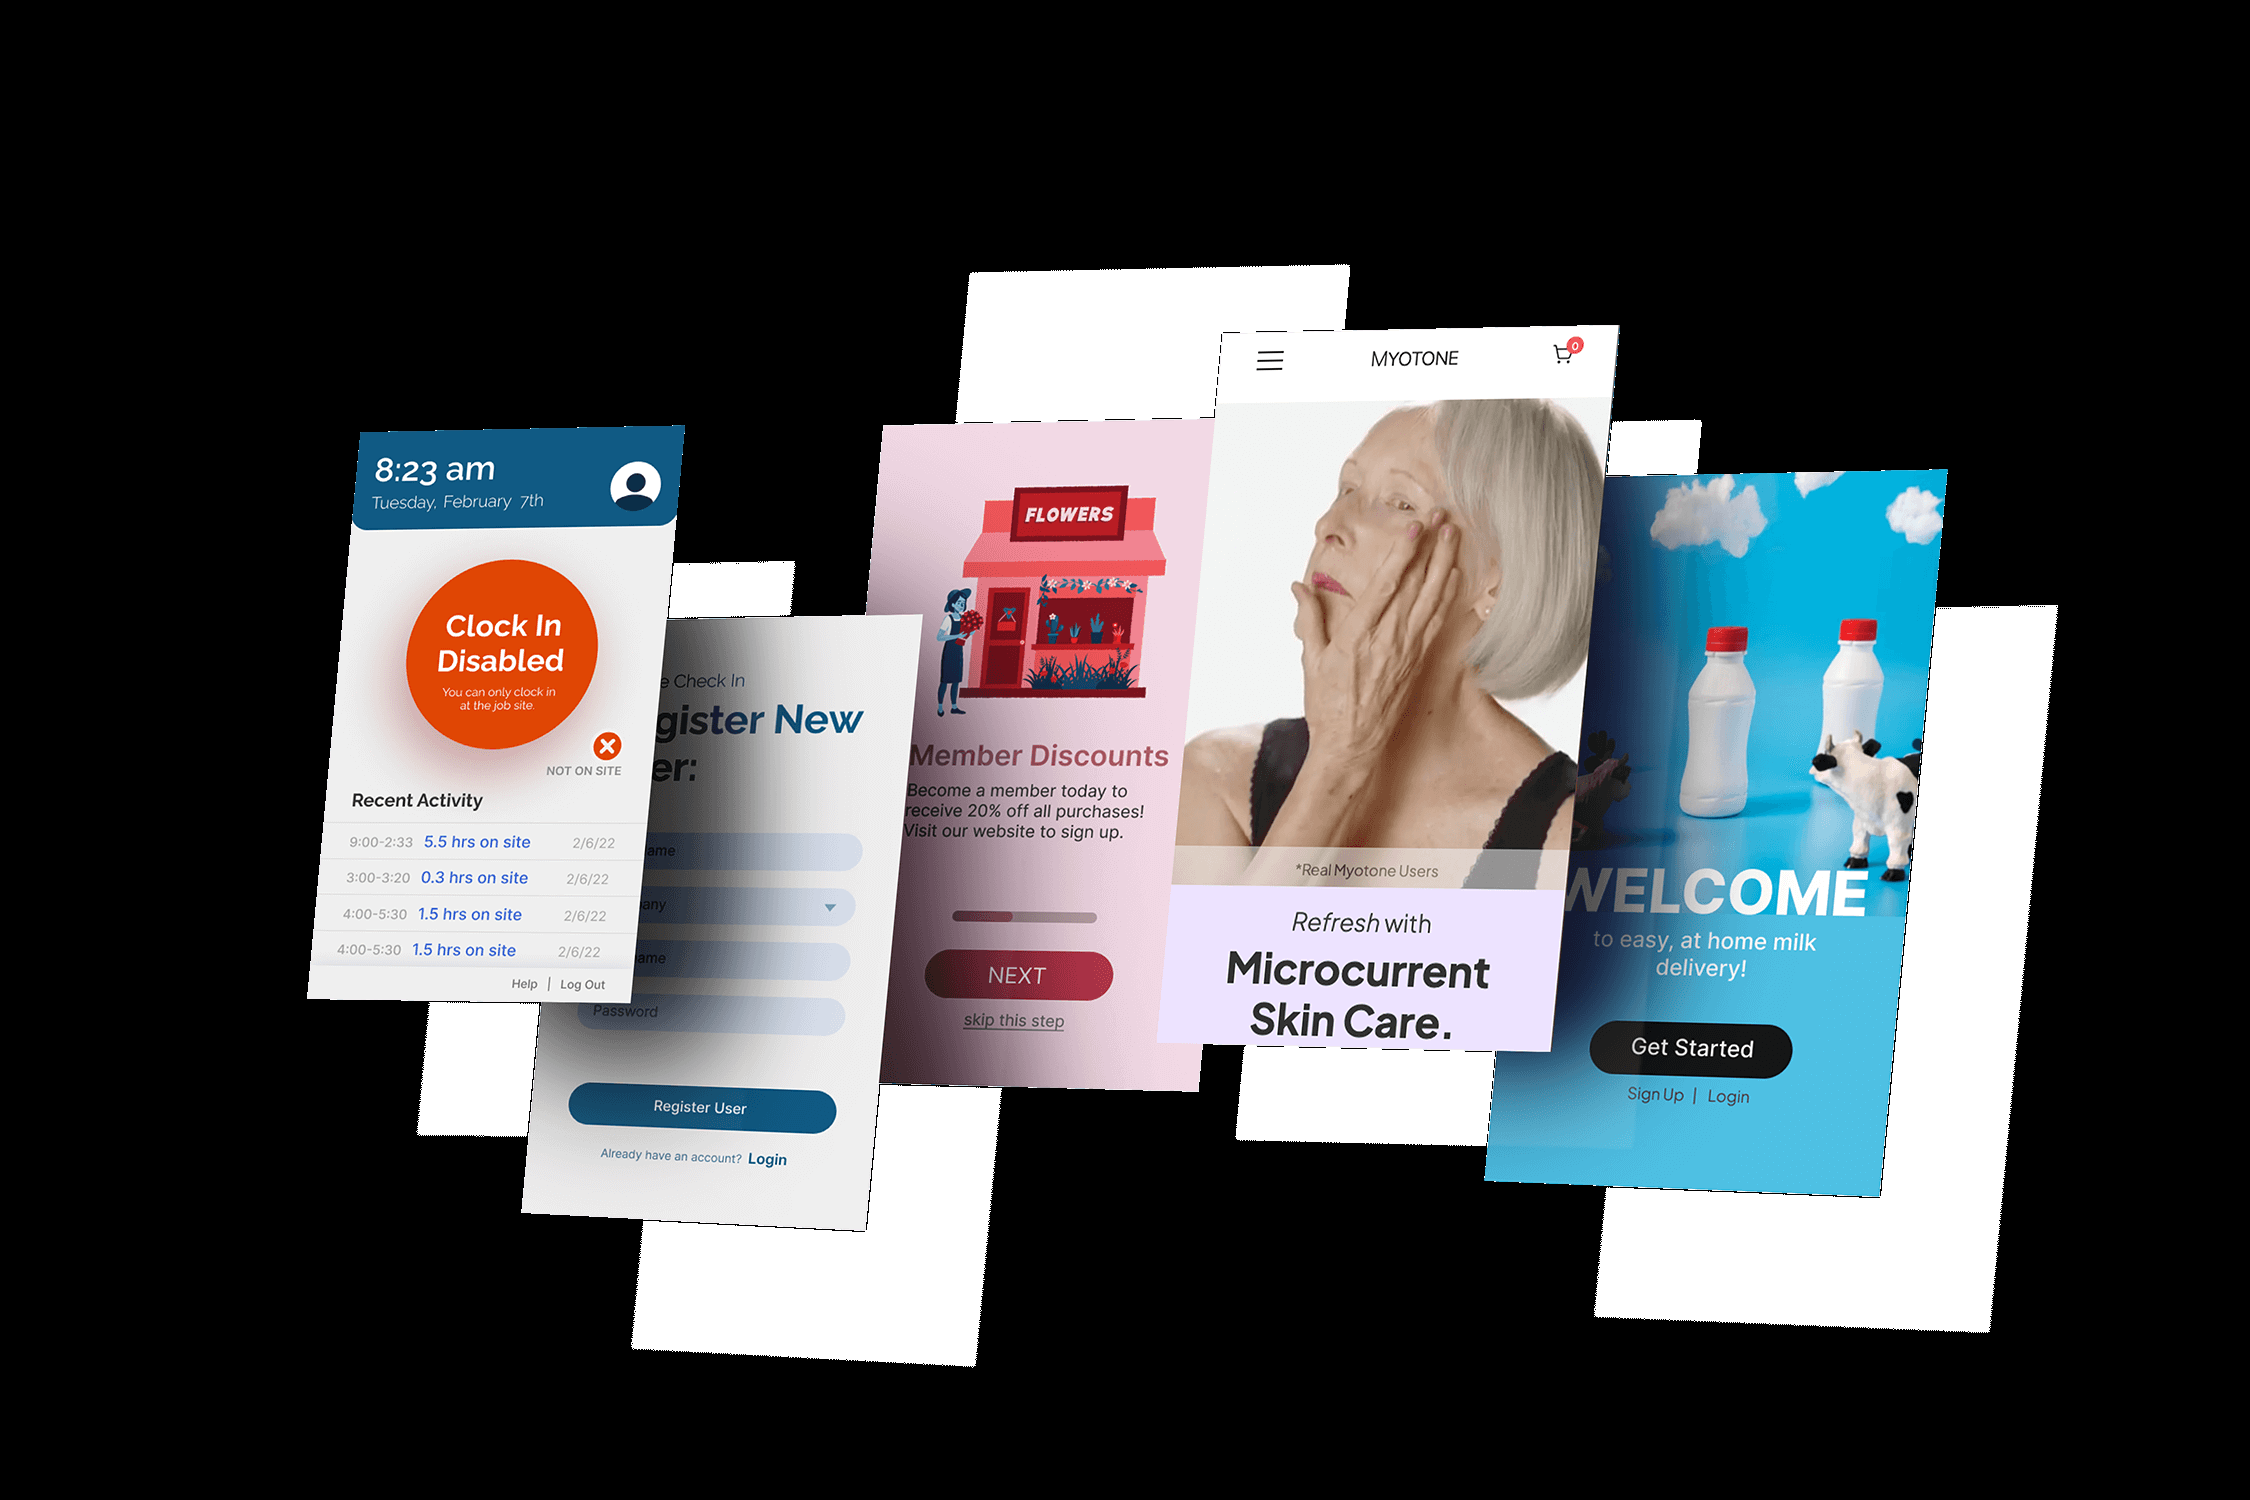 8:23 am
Tuesday, February 7th
Clock In
Disabled
You can only clock in
at the job site.
NOT ON SITE
Recent Activity
9:00-2:33 5.5 hrs on site 2/6/22
3:00-3:20 0.3 hrs on site 2/6/22
4:00-5:30 1.5 hrs on site 2/6/22
4:00-5:30 1.5 hrs on site 2/6/22
Help | Log Out
Check In
gister New
er:
ame
any
ame
Password
Register User
Already have an account? Login
FLOWERS
Member Discounts
Become a member today to
receive 20% off all purchases!
Visit our website to sign up.
NEXT
skip this step
MYOTONE
0
*Real Myotone Users
Refresh with
Microcurrent
Skin Care.
WELCOME
to easy, at home milk
delivery!
Get Started
Sign Up | Login